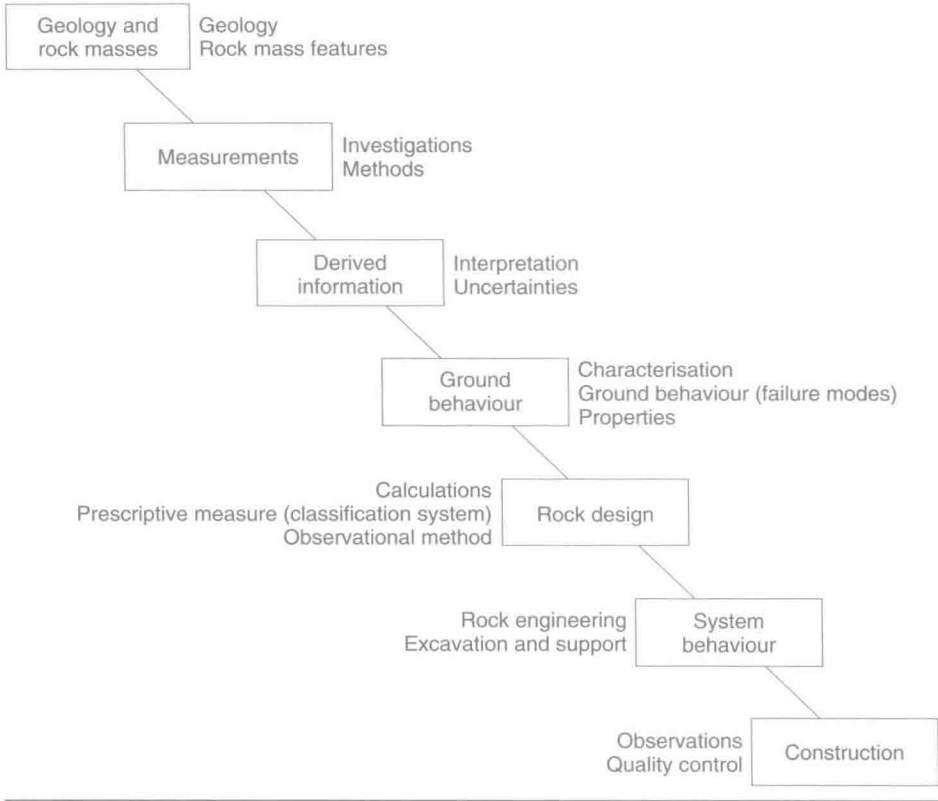 Geology and
rock masses
Geology
Rock mass features
Measurements
Investigations
Methods
Derived
information
Interpretation
Uncertainties
Ground
behaviour
Characterisation
Ground behaviour (failure modes)
Properties
Calculations
Prescriptive measure (classification system)
Observational method
Rock design
Rock engineering
Excavation and support
System
behaviour
Observations
Quality control
Construction